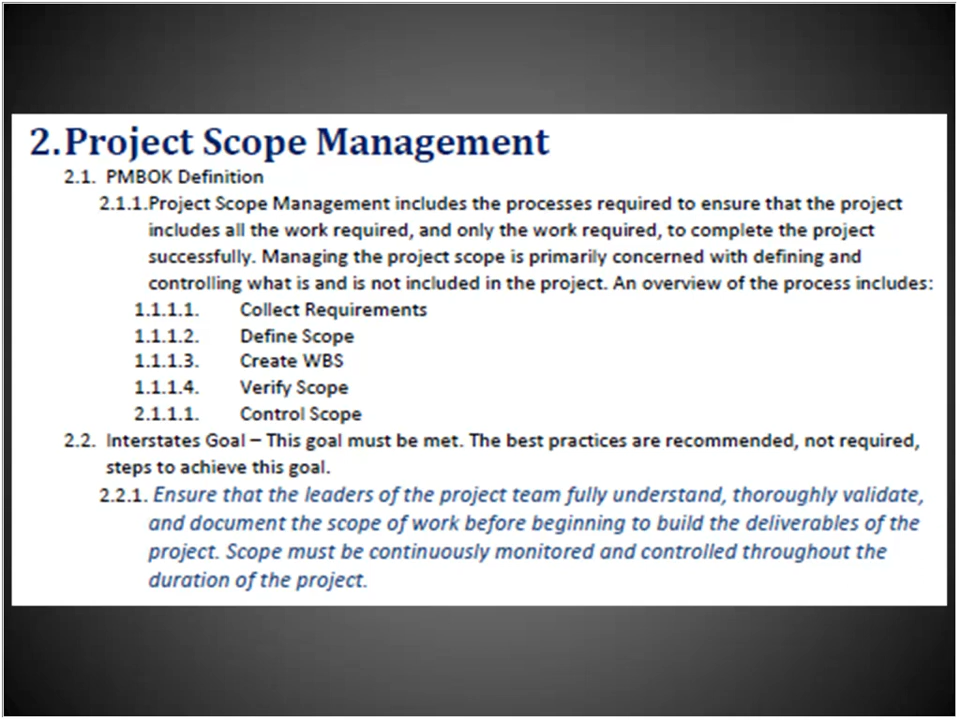 2. Project Scope Management
2.1. PMBOK Definition
2.1.1. Project Scope Management includes the processes required to ensure that the project
includes all the work required, and only the work required, to complete the project
successfully. Managing the project scope is primarily concerned with defining and
controlling what is and is not included in the project. An overview of the process includes:
1.1.1.1. Collect Requirements
1.1.1.2. Define Scope
1.1.1.3. Create WBS
1.1.1.4. Verify Scope
2.1.1.1. Control Scope
2.2. Interstates Goal – This goal must be met. The best practices are recommended, not required,
steps to achieve this goal.
2.2.1. Ensure that the leaders of the project team fully understand, thoroughly validate,
and document the scope of work before beginning to build the deliverables of the
project. Scope must be continuously monitored and controlled throughout the
duration of the project.